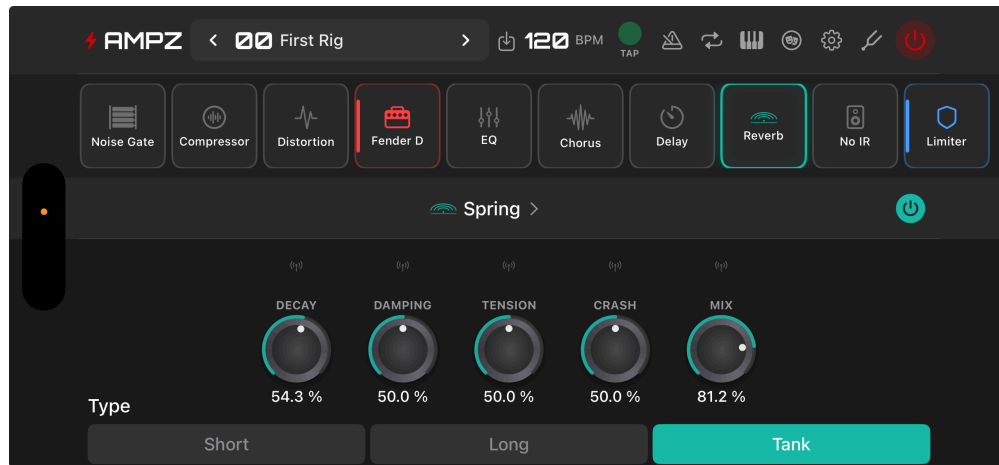 AMPZ
00 First Rig
120 BPM
TAP
Noise Gate
Compressor
Distortion
Fender D
EQ
Chorus
Delay
Reverb
No IR
Limiter
Spring
DECAY
DAMPING
TENSION
CRASH
MIX
54.3 %
50.0 %
50.0 %
50.0 %
81.2 %
Type
Short
Long
Tank